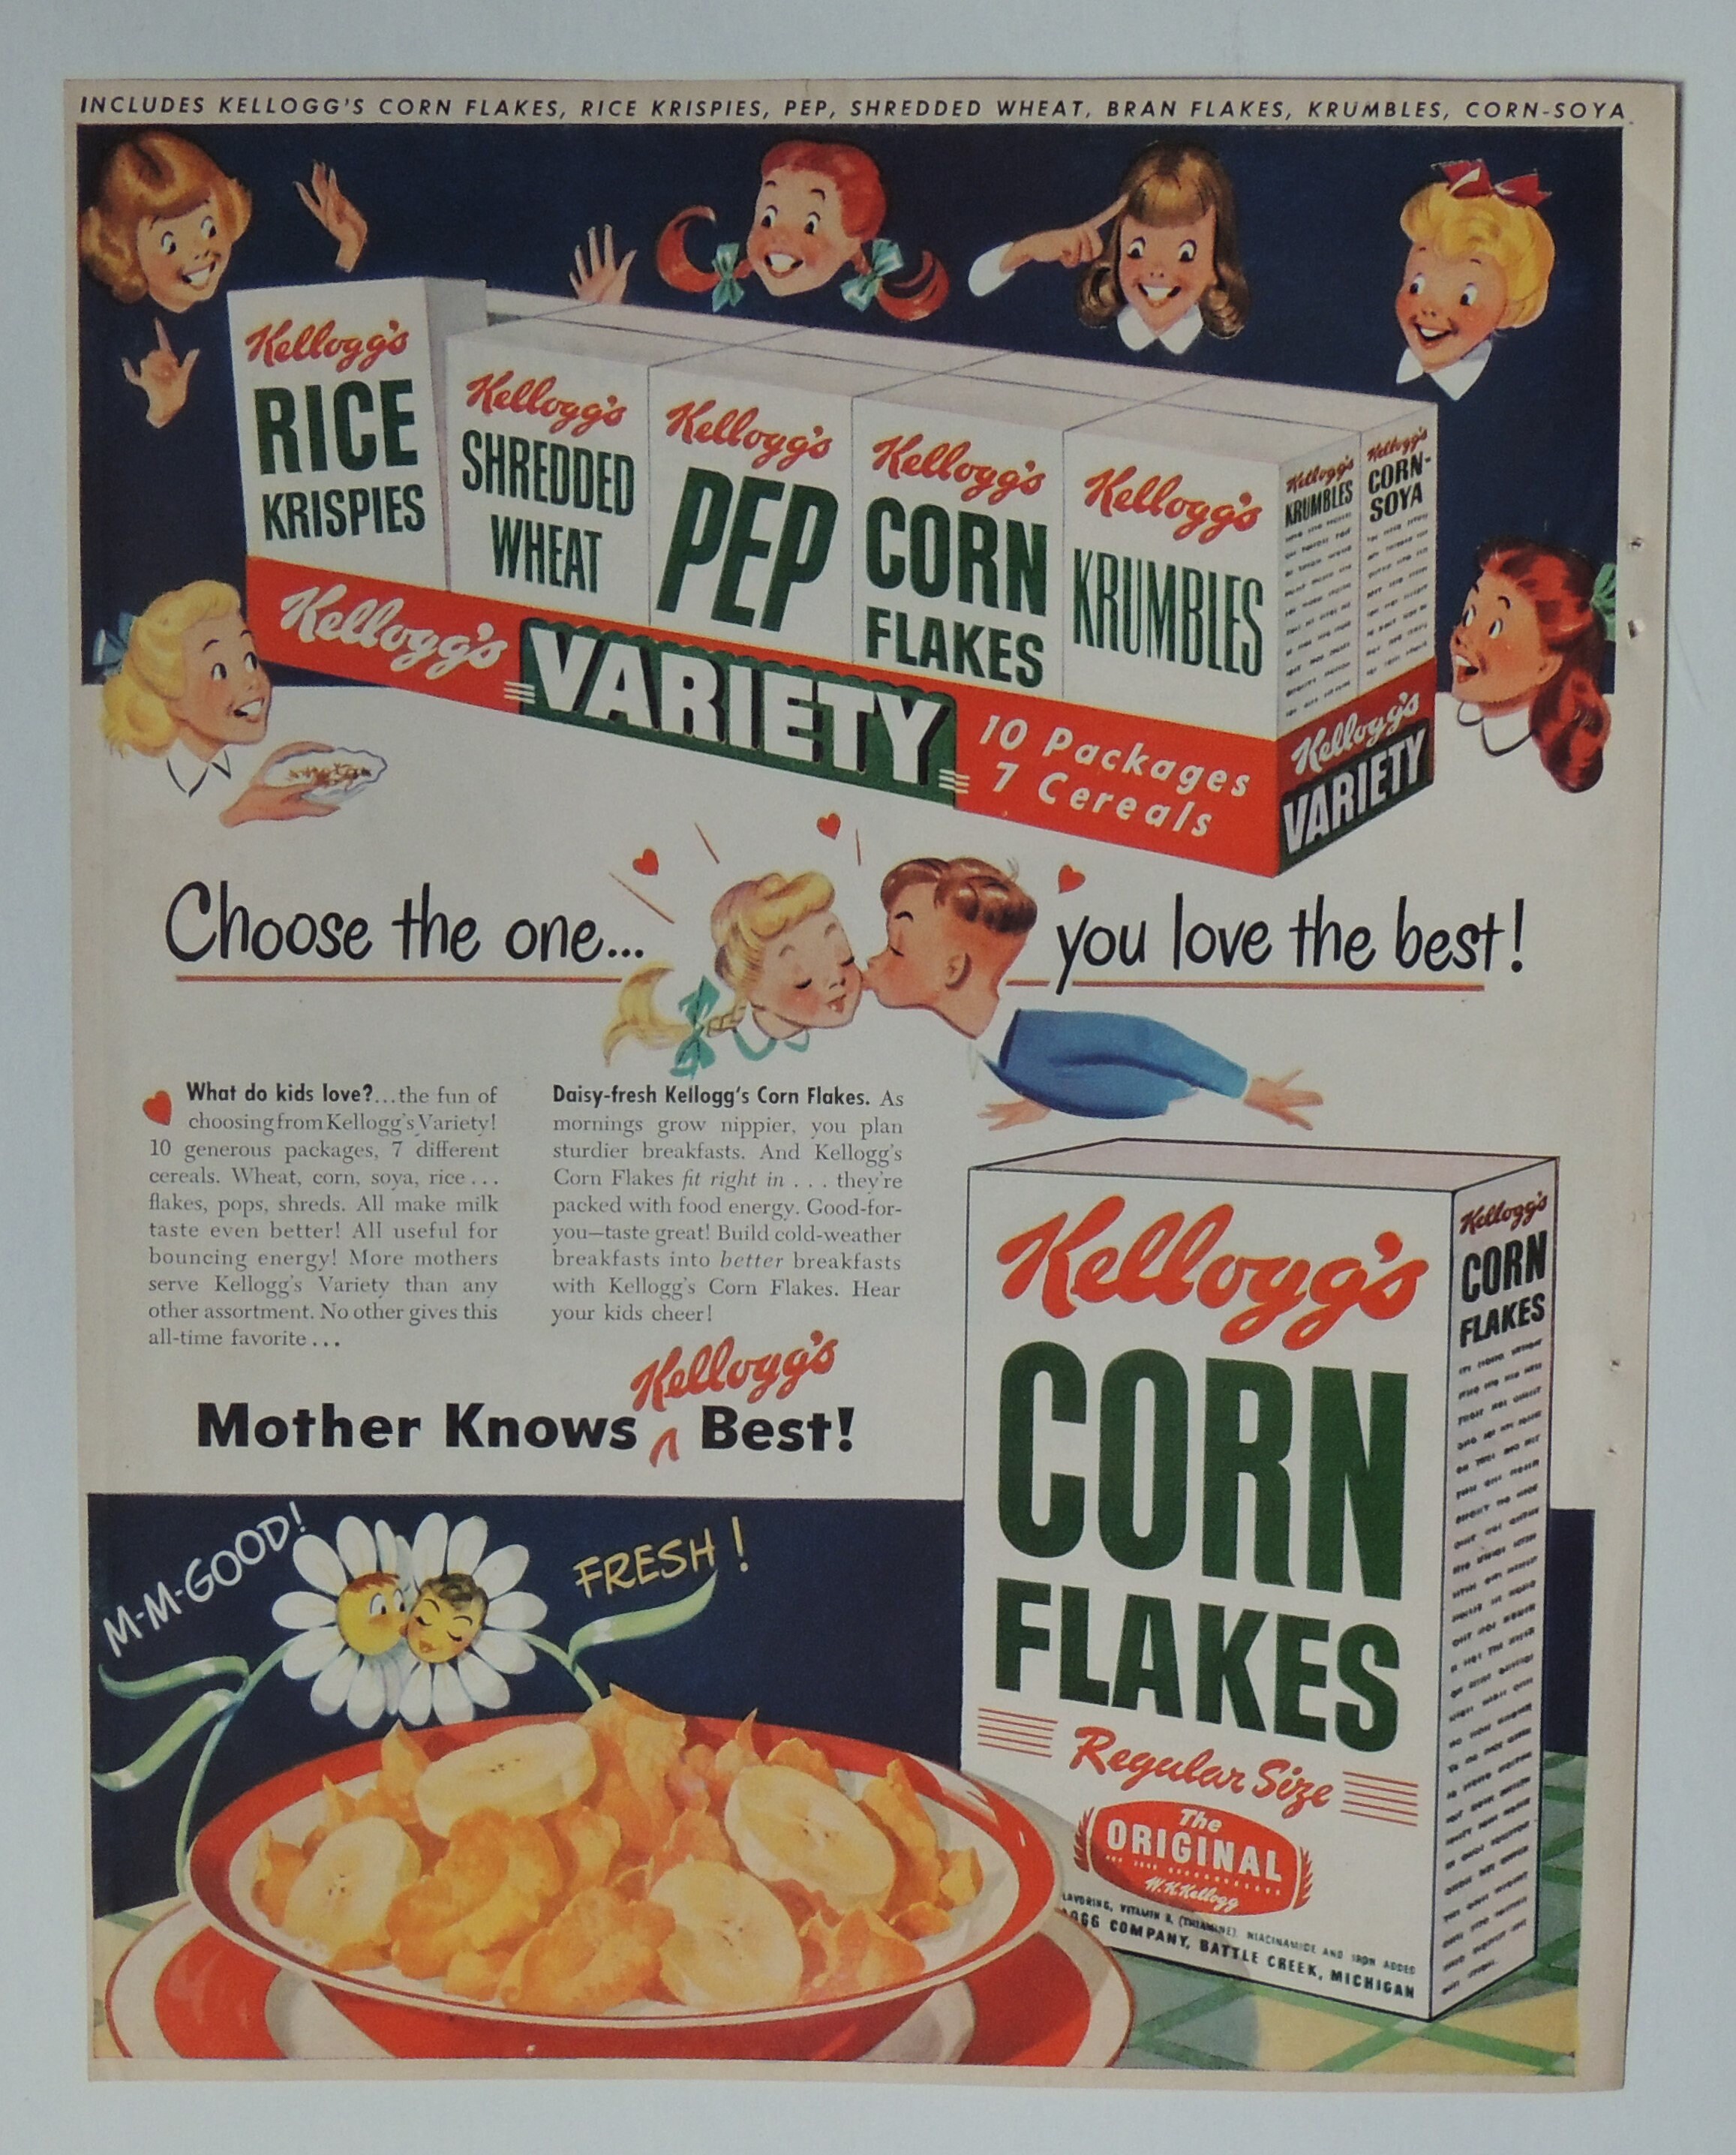 INCLUDES KELLOGG'S CORN FLAKES, RICE KRISPIES, PEP, SHREDDED WHEAT, BRAN FLAKES, KRUMBLES, CORN-SOYA
Kellogg's
RICE
KRISPIES
Kellogg's
SHREDDED
WHEAT
Kellogg's
PEP
Kellogg's
CORN
FLAKES
Kellogg's
KRUMBLES
Kellogg's
KRUMBLES
Kellogg's
CORN-
SOYA
Kellogg's
VARIETY
10 Packages
7 Cereals
Kellogg's
VARIETY
Choose the one... you love the best!
What do kids love?...the fun of
choosing from Kellogg's Variety!
10 generous packages, 7 different
cereals. Wheat, corn, soya, rice...
flakes, pops, shreds. All make milk
taste even better! All useful for
bouncing energy! More mothers
serve Kellogg's Variety than any
other assortment. No other gives this
all-time favorite...
Daisy-fresh Kellogg's Corn Flakes. As
mornings grow nippier, you plan
sturdier breakfasts. And Kellogg's
Corn Flakes fit right in . . . they're
packed with food energy. Good-for-
you—taste great! Build cold-weather
breakfasts into better breakfasts
with Kellogg's Corn Flakes. Hear
your kids cheer!
Kellogg's
Mother Knows Best!
M-M-GOOD!
FRESH!
Kellogg's
CORN
FLAKES
Regular Size
The
ORIGINAL
W.K.Kellogg
LAVORING, VITAMIN B, (THIAMINE) NIACINAMIDE AND IRON ADDED
OGG COMPANY, BATTLE CREEK, MICHIGAN
Kellogg's
CORN
FLAKES